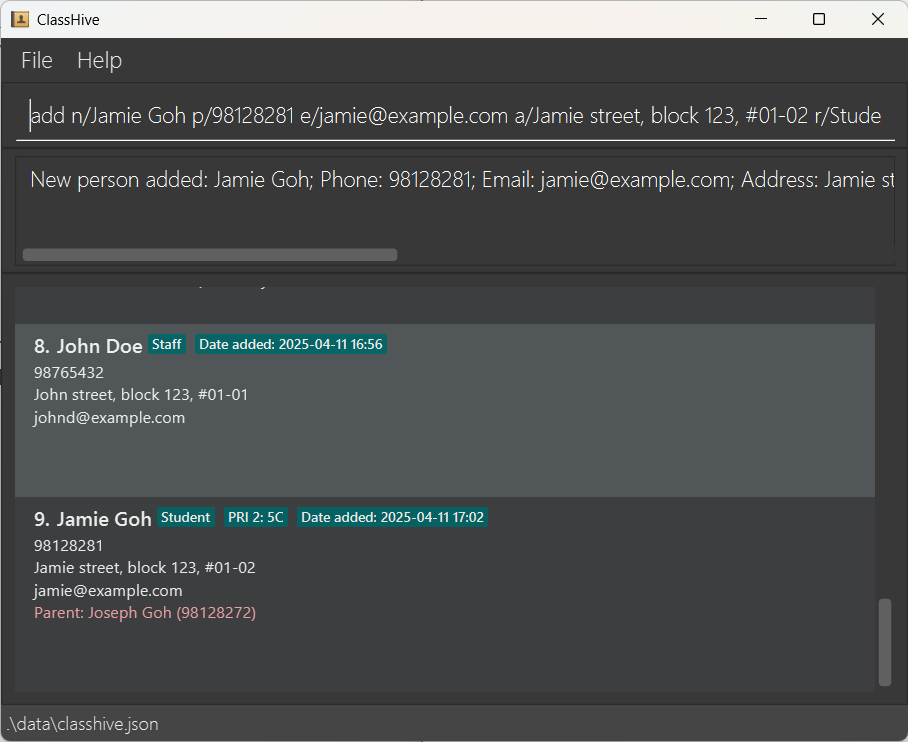 ClassHive
File Help
add n/Jamie Goh p/98128281 e/jamie@example.com a/Jamie street, block 123, #01-02 r/Stude
New person added: Jamie Goh; Phone: 98128281; Email: jamie@example.com; Address: Jamie st
8. John Doe Staff Date added: 2025-04-11 16:56
98765432
John street, block 123, #01-01
johnd@example.com
9. Jamie Goh Student PRI 2: 5C Date added: 2025-04-11 17:02
98128281
Jamie street, block 123, #01-02
jamie@example.com
Parent: Joseph Goh (98128272)
.\data\classhive.json